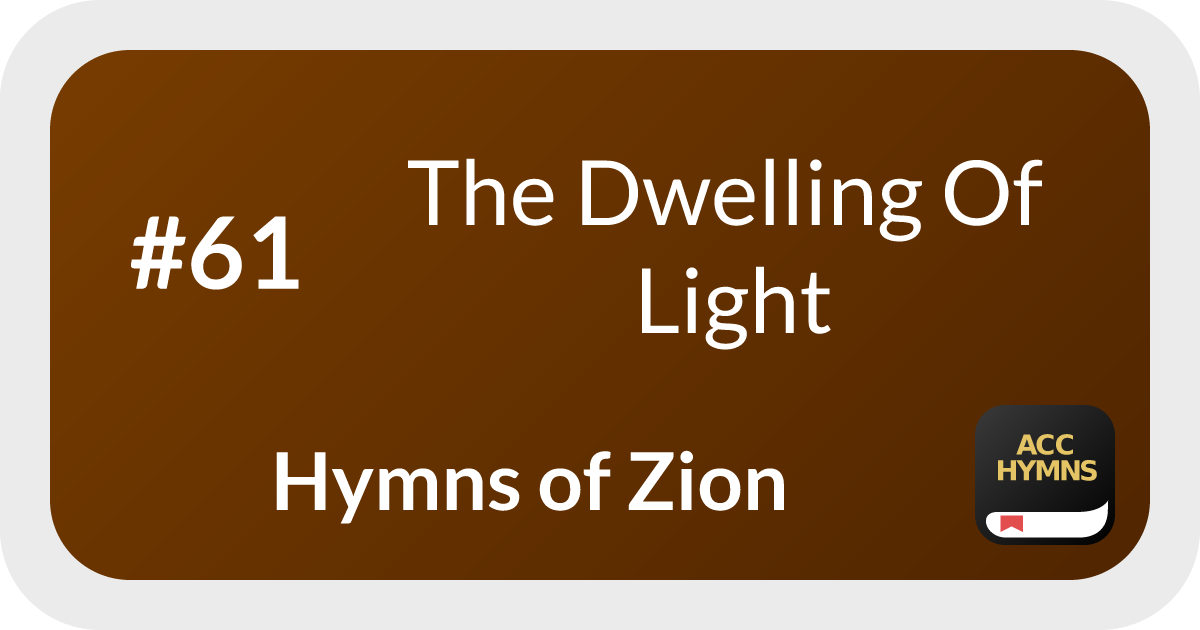 #61
The Dwelling Of
Light
Hymns of Zion
ACC
HYMNS